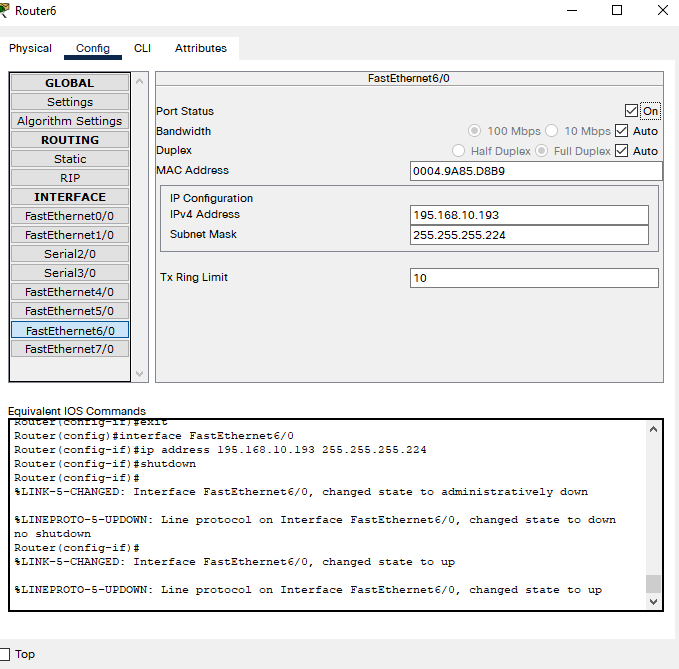 Router6
Physical Config CLI Attributes
GLOBAL
Settings
Algorithm Settings
ROUTING
Static
RIP
INTERFACE
FastEthernet0/0
FastEthernet1/0
Serial2/0
Serial3/0
FastEthernet4/0
FastEthernet5/0
FastEthernet6/0
FastEthernet7/0
FastEthernet6/0
Port Status On
Bandwidth 100 Mbps 10 Mbps Auto
Duplex Half Duplex Full Duplex Auto
MAC Address 0004.9A85.D8B9
IP Configuration
IPv4 Address 195.168.10.193
Subnet Mask 255.255.255.224
Tx Ring Limit 10
Equivalent IOS Commands
Router(config-if)#exit
Router(config)#interface FastEthernet6/0
Router(config-if)#ip address 195.168.10.193 255.255.255.224
Router(config-if)#shutdown
Router(config-if)#
%LINK-5-CHANGED: Interface FastEthernet6/0, changed state to administratively down
%LINEPROTO-5-UPDOWN: Line protocol on Interface FastEthernet6/0, changed state to down
no shutdown
Router(config-if)#
%LINK-5-CHANGED: Interface FastEthernet6/0, changed state to up
%LINEPROTO-5-UPDOWN: Line protocol on Interface FastEthernet6/0, changed state to up
Top